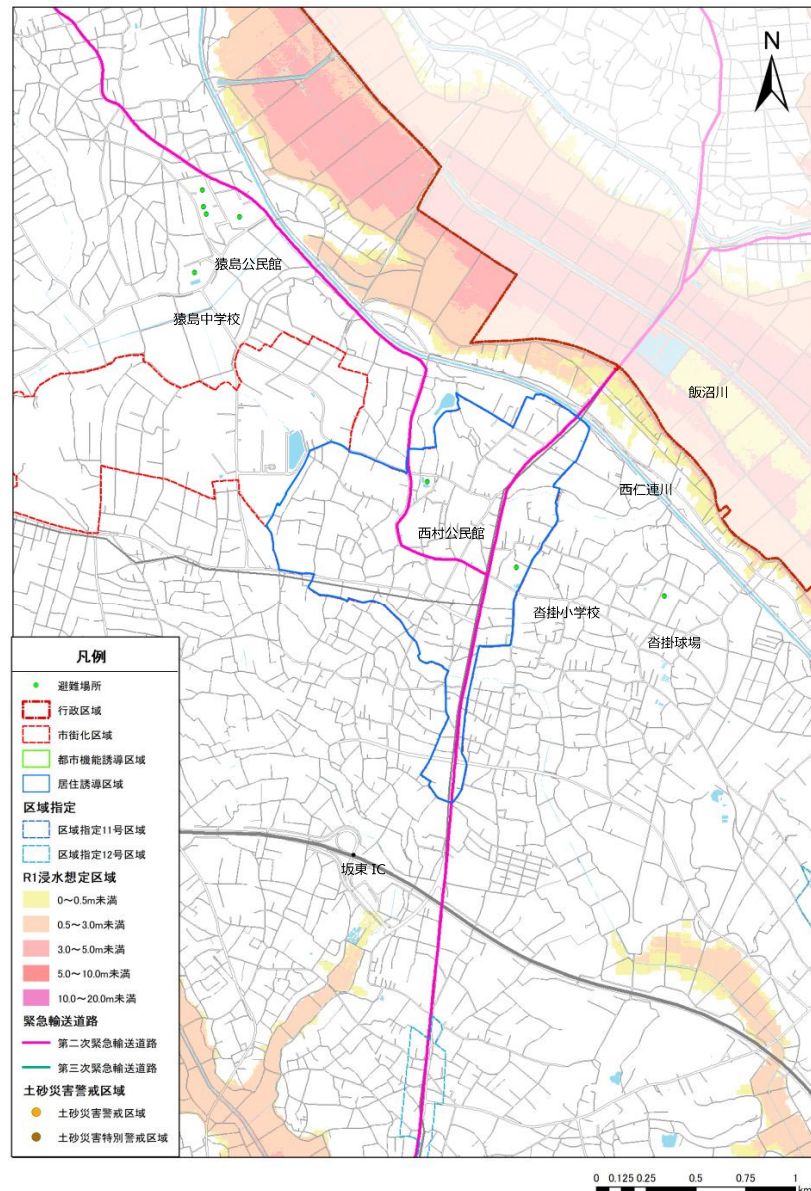 N
猿島公民館
猿島中学校
飯沼川
西仁連川
西村公民館
沓掛小学校
沓掛球場
坂東 IC
凡例
避難場所
行政区域
市街化区域
都市機能誘導区域
居住誘導区域
区域指定
区域指定11号区域
区域指定12号区域
R1浸水想定区域
0～0.5m未満
0.5～3.0m未満
3.0～5.0m未満
5.0～10.0m未満
10.0～20.0m未満
緊急輸送道路
第二次緊急輸送道路
第三次緊急輸送道路
土砂災害警戒区域
土砂災害警戒区域
土砂災害特別警戒区域
0 0.125 0.25 0.5 0.75 1
km